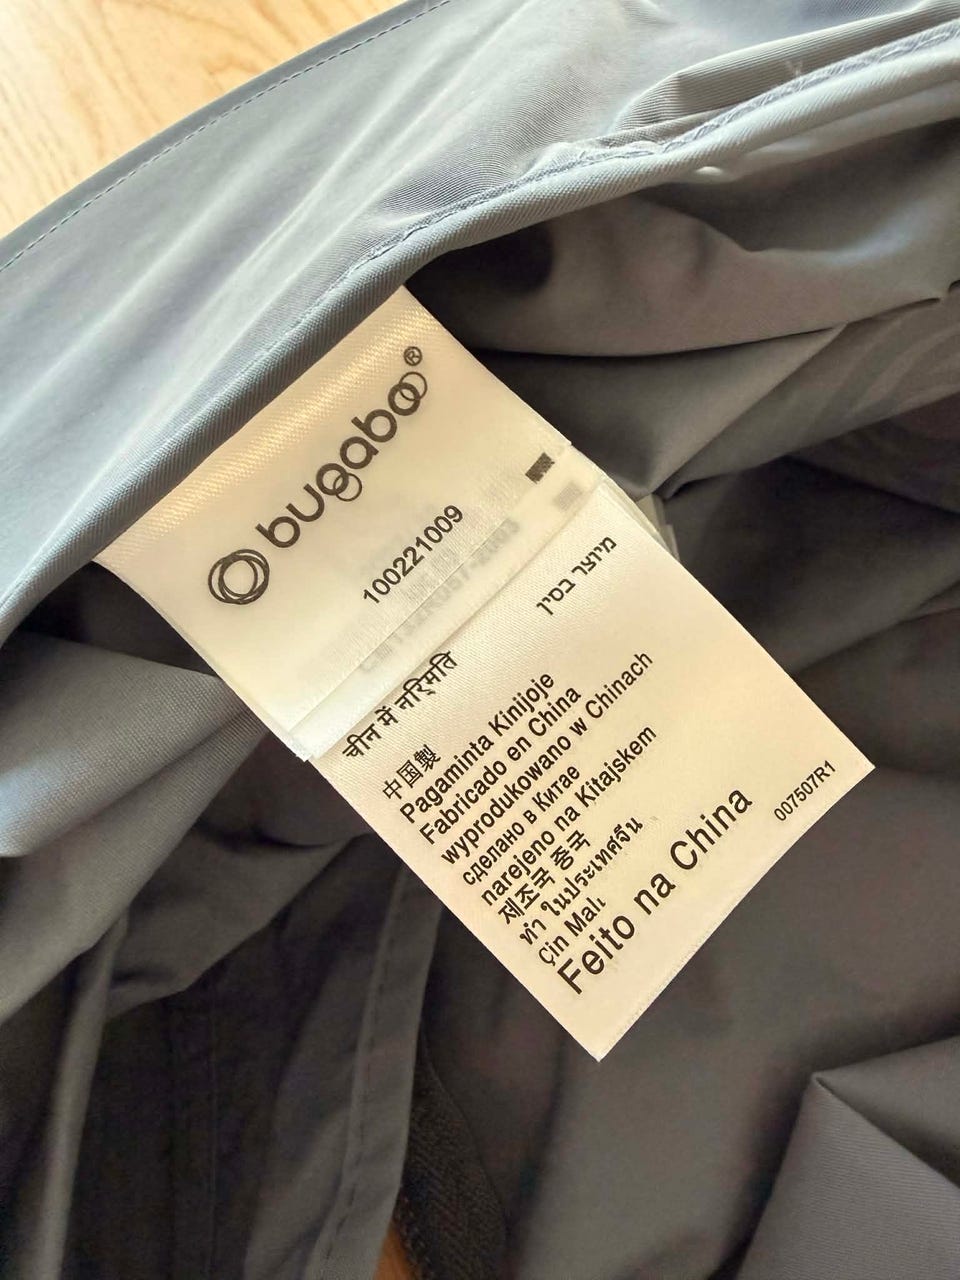 bugaboo®
100221009
מיוצר בסין
चीन में नरिमति
中国製
Pagaminta Kinijoje
Fabricado en China
wyprodukowano w Chinach
сделано в Китае
narejeno na Kitajskem
제조국 중국
ทำ ในประเทศจีน
Çin Malı
Feito na China
007507R1